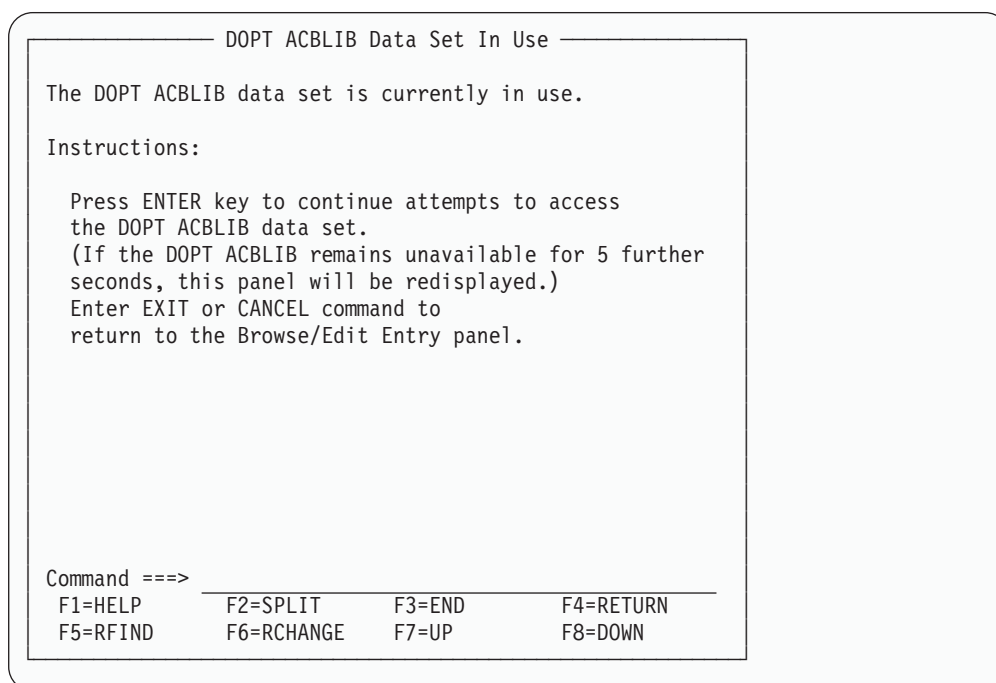 DOPT ACBLIB Data Set In Use
The DOPT ACBLIB data set is currently in use.
Instructions:
Press ENTER key to continue attempts to access
the DOPT ACBLIB data set.
(If the DOPT ACBLIB remains unavailable for 5 further
seconds, this panel will be redisplayed.)
Enter EXIT or CANCEL command to
return to the Browse/Edit Entry panel.
Command ===>
F1=HELP F2=SPLIT F3=END F4=RETURN
F5=RFIND F6=RCHANGE F7=UP F8=DOWN